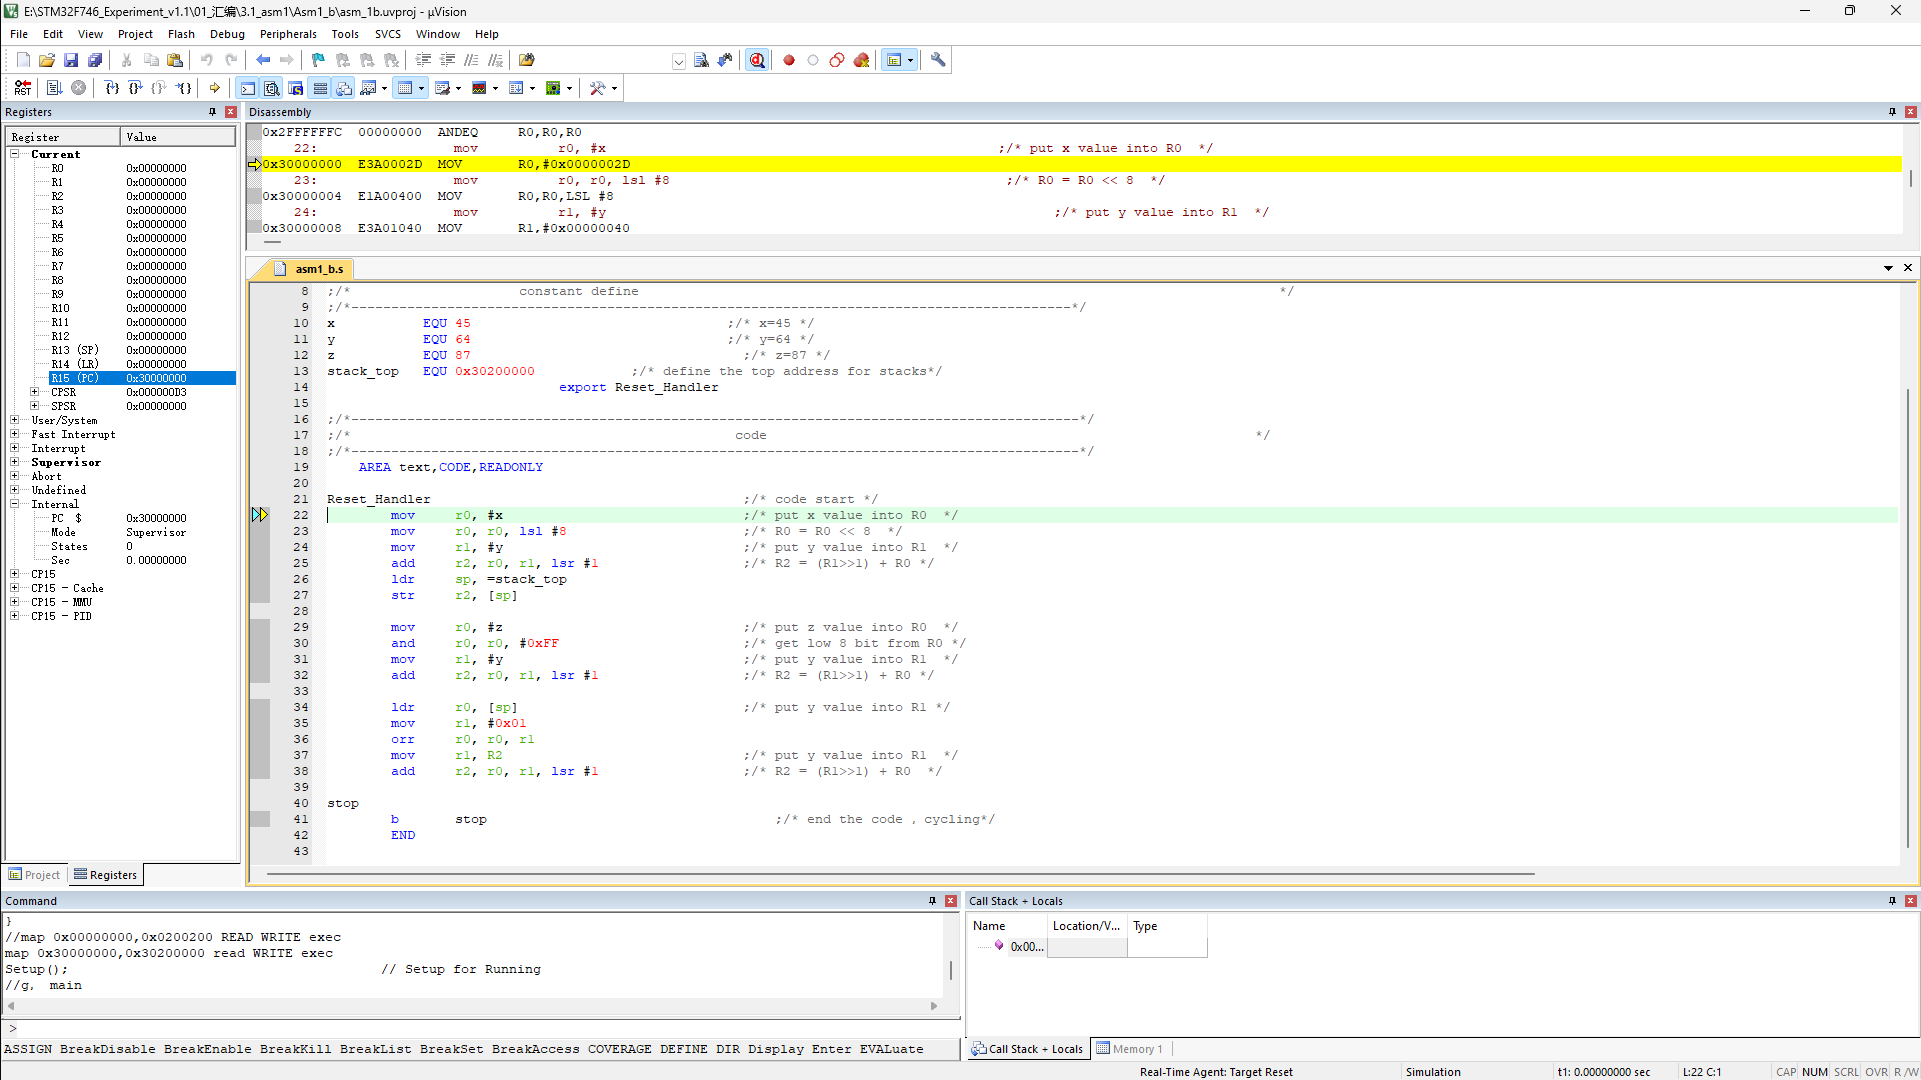 E:\STM32F746_Experiment_v1.1\01_汇编\3.1_asm1\Asm1_b\asm_1b.uvproj - µVision
File Edit View Project Flash Debug Peripherals Tools SVCS Window Help
Registers
Register Value
Current
R0 0x00000000
R1 0x00000000
R2 0x00000000
R3 0x00000000
R4 0x00000000
R5 0x00000000
R6 0x00000000
R7 0x00000000
R8 0x00000000
R9 0x00000000
R10 0x00000000
R11 0x00000000
R12 0x00000000
R13 (SP) 0x00000000
R14 (LR) 0x00000000
R15 (PC) 0x30000000
CPSR 0x000000D3
SPSR 0x00000000
User/System
Fast Interrupt
Interrupt
Supervisor
Abort
Undefined
Internal
PC $ 0x30000000
Mode Supervisor
States 0
Sec 0.00000000
CP15
CP15 - Cache
CP15 - MMU
CP15 - PID
Project Registers
Disassembly
0x2FFFFFFC 00000000 ANDEQ R0,R0,R0
22: mov r0, #x ;/* put x value into R0 */
0x30000000 E3A0002D MOV R0,#0x0000002D
23: mov r0, r0, lsl #8 ;/* R0 = R0 << 8 */
0x30000004 E1A00400 MOV R0,R0,LSL #8
24: mov r1, #y ;/* put y value into R1 */
0x30000008 E3A01040 MOV R1,#0x00000040
asm1_b.s
8 ;/* constant define */
9 ;/*------------------------------------------------------------------------------------------*/
10 x EQU 45 ;/* x=45 */
11 y EQU 64 ;/* y=64 */
12 z EQU 87 ;/* z=87 */
13 stack_top EQU 0x30200000 ;/* define the top address for stacks*/
14 export Reset_Handler
15
16 ;/*-------------------------------------------------------------------------------------------*/
17 ;/* code */
18 ;/*-------------------------------------------------------------------------------------------*/
19 AREA text,CODE,READONLY
20
21 Reset_Handler ;/* code start */
22 mov r0, #x ;/* put x value into R0 */
23 mov r0, r0, lsl #8 ;/* R0 = R0 << 8 */
24 mov r1, #y ;/* put y value into R1 */
25 add r2, r0, r1, lsr #1 ;/* R2 = (R1>>1) + R0 */
26 ldr sp, =stack_top
27 str r2, [sp]
28
29 mov r0, #z ;/* put z value into R0 */
30 and r0, r0, #0xFF ;/* get low 8 bit from R0 */
31 mov r1, #y ;/* put y value into R1 */
32 add r2, r0, r1, lsr #1 ;/* R2 = (R1>>1) + R0 */
33
34 ldr r0, [sp] ;/* put y value into R1 */
35 mov r1, #0x01
36 orr r0, r0, r1
37 mov r1, R2 ;/* put y value into R1 */
38 add r2, r0, r1, lsr #1 ;/* R2 = (R1>>1) + R0 */
39
40 stop
41 b stop ;/* end the code , cycling*/
42 END
43
Command
}
//map 0x00000000,0x0200200 READ WRITE exec
map 0x30000000,0x30200000 read WRITE exec
Setup(); // Setup for Running
//g, main
>
ASSIGN BreakDisable BreakEnable BreakKill BreakList BreakSet BreakAccess COVERAGE DEFINE DIR Display Enter EVALuate
Call Stack + Locals
Name Location/V... Type
0x00...
Call Stack + Locals Memory 1
Real-Time Agent: Target Reset Simulation t1: 0.00000000 sec L:22 C:1 CAP NUM SCRL OVR R/W